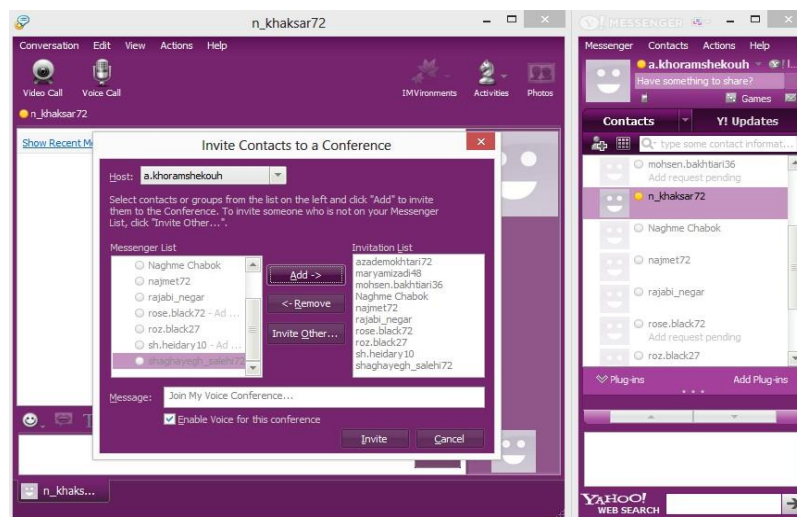 n_khaksar72
Conversation Edit View Actions Help
Video Call Voice Call IMVironments Activities Photos
n_khaksar72
Show Recent M
Invite Contacts to a Conference
Host: a.khoramshekouh
Select contacts or groups from the list on the left and click "Add" to invite
them to the Conference. To invite someone who is not on your Messenger
List, click "Invite Other...".
Messenger List
Naghme Chabok
najmet72
rajabi_negar
rose.black72 - Ad ...
roz.black27
sh.heidary10 - Ad ...
shaghayegh_salehi72
Add ->
<- Remove
Invite Other...
Invitation List
azademokhtari72
maryamizadi48
mohsen.bakhtiari36
Naghme Chabok
najmet72
rajabi_negar
rose.black72
roz.black27
sh.heidary10
shaghayegh_salehi72
Message: Join My Voice Conference...
Enable Voice for this conference
Invite Cancel
n_khaks...
Y! MESSENGER
Messenger Contacts Actions Help
a.khoramshekouh
Have something to share?
Games
Contacts Y! Updates
type some contact informat...
mohsen.bakhtiari36
Add request pending
n_khaksar72
Naghme Chabok
najmet72
rajabi_negar
rose.black72
Add request pending
roz.black27
Plug-ins Add Plug-ins
YAHOO!
WEB SEARCH